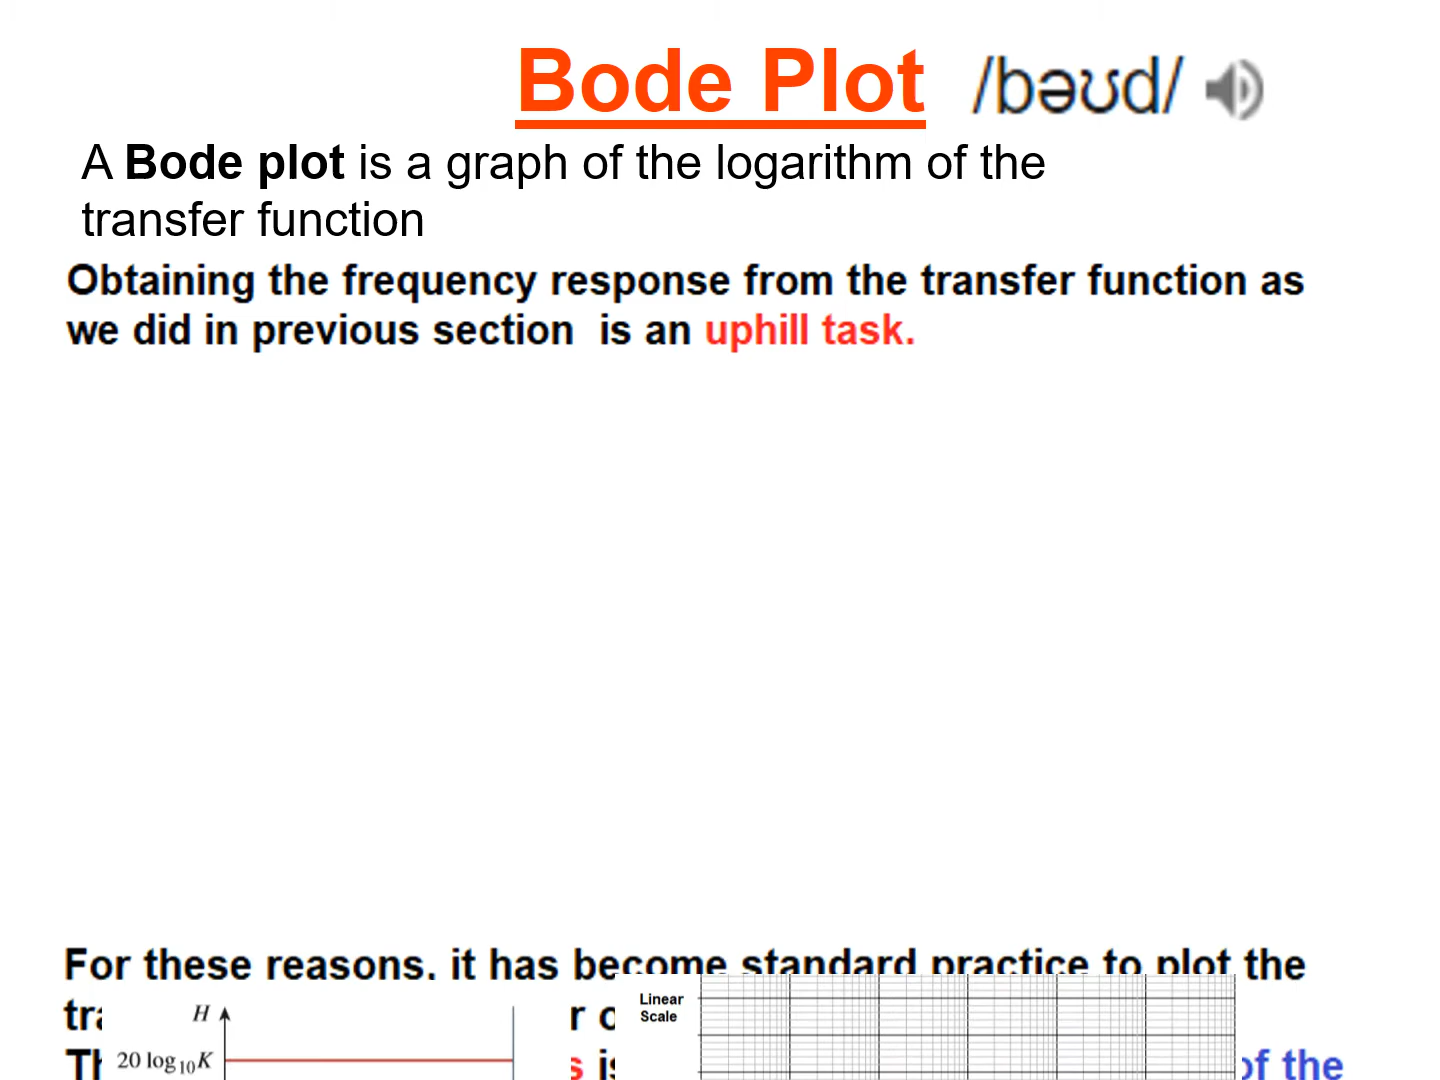 Bode Plot /bəʊd/
A Bode plot is a graph of the logarithm of the
transfer function
Obtaining the frequency response from the transfer function as
we did in previous section is an uphill task.
For these reasons, it has become standard practice to plot the
H
Linear
Scale
20 log10K
of the